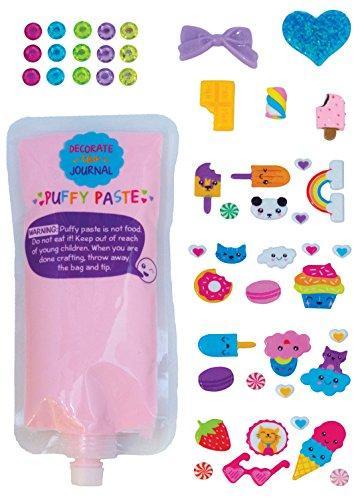 DECORATE
THIS
JOURNAL
PUFFY PASTE
WARNING: Puffy paste is not food.
Do not eat it! Keep out of reach
of young children. When you are
done crafting, throw away
the bag and tip.